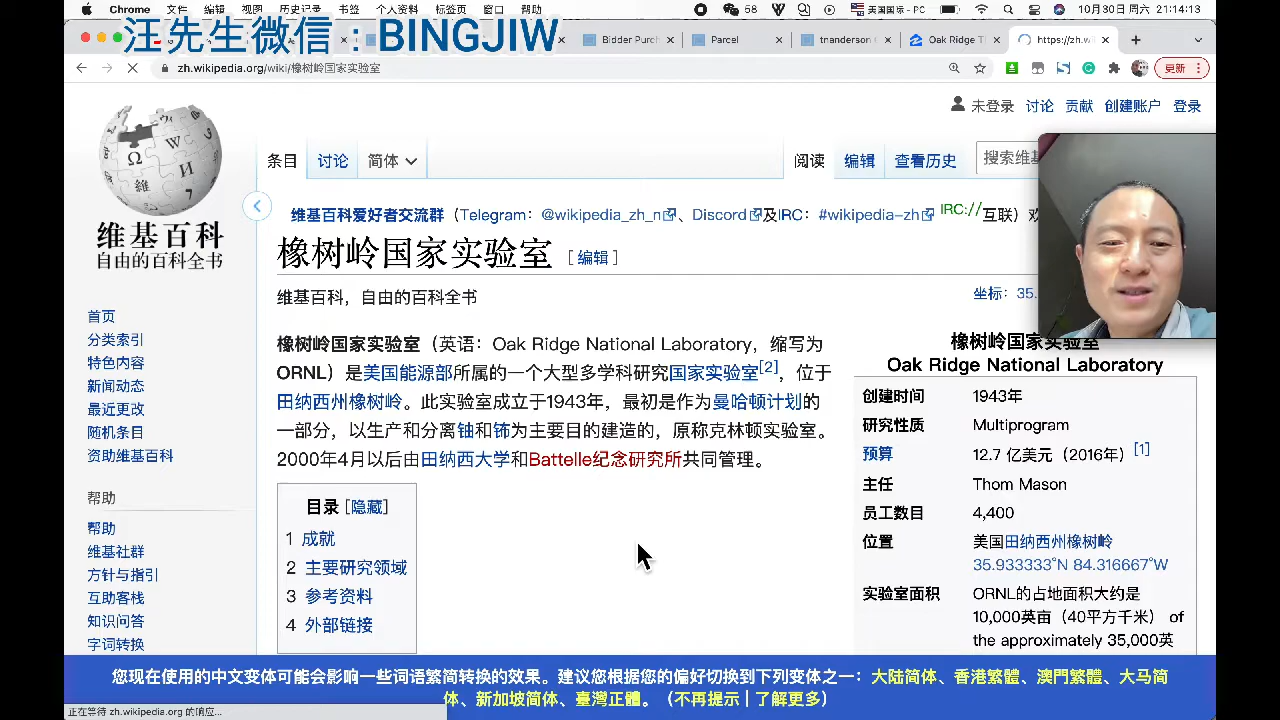 Chrome 文件 编辑 视图 历史记录 书签 个人资料 标签页 窗口 帮助 58 美国国际 - PC 10月30日 周六 21:14:13
汪先生微信：BINGJIW
Bidder Purch Parcel tnanderson Oak Ridge T https://zh.w
zh.wikipedia.org/wiki/橡树岭国家实验室 更新
未登录 讨论 贡献 创建账户 登录
条目 讨论 简体 阅读 编辑 查看历史 搜索维基
维基百科
自由的百科全书
维基百科爱好者交流群（Telegram：@wikipedia_zh_n、Discord及IRC：#wikipedia-zh IRC://互联）
橡树岭国家实验室 [编辑]
维基百科，自由的百科全书
坐标：35.
橡树岭国家实验室（英语：Oak Ridge National Laboratory，缩写为
ORNL）是美国能源部所属的一个大型多学科研究国家实验室[2]，位于
田纳西州橡树岭。此实验室成立于1943年，最初是作为曼哈顿计划的
一部分，以生产和分离铀和钚为主要目的建造的，原称克林顿实验室。
2000年4月以后由田纳西大学和Battelle纪念研究所共同管理。
目录 [隐藏]
1 成就
2 主要研究领域
3 参考资料
4 外部链接
首页
分类索引
特色内容
新闻动态
最近更改
随机条目
资助维基百科
帮助
帮助
维基社群
方针与指引
互助客栈
知识问答
字词转换
橡树岭国家实验室
Oak Ridge National Laboratory
创建时间 1943年
研究性质 Multiprogram
预算 12.7 亿美元（2016年）[1]
主任 Thom Mason
员工数目 4,400
位置 美国田纳西州橡树岭
35.933333°N 84.316667°W
实验室面积 ORNL的占地面积大约是
10,000英亩（40平方千米） of
the approximately 35,000英
您现在使用的中文变体可能会影响一些词语繁简转换的效果。建议您根据您的偏好切换到下列变体之一：大陆简体、香港繁體、澳門繁體、大马简
体、新加坡简体、臺灣正體。（不再提示 | 了解更多）
正在等待 zh.wikipedia.org 的响应...